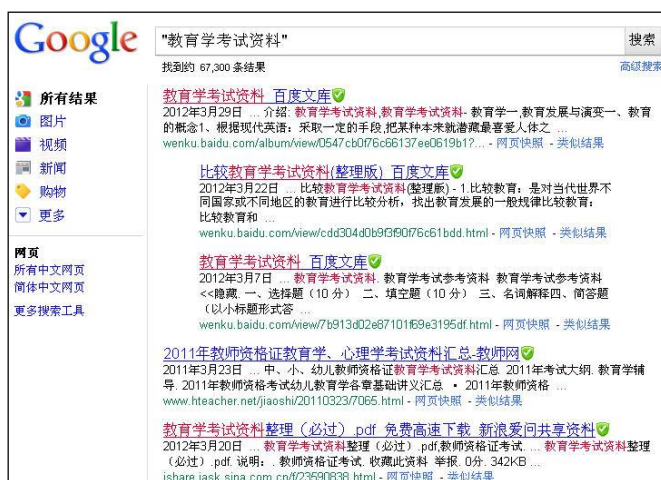 Google
"教育学考试资料"
搜索
找到约 67,300 条结果
高级搜索
所有结果
图片
视频
新闻
购物
更多
网页
所有中文网页
简体中文网页
更多搜索工具
教育学考试资料_百度文库
2012年3月29日 ... 介绍: 教育学考试资料,教育学考试资料- 教育学一,教育发展与演变一、教育
的概念1、根据现代英语: 采取一定的手段,把某种本来就潜藏最喜爱人体之 ...
wenku.baidu.com/album/view/0547cb0f76c66137ee0619b1?... - 网页快照 - 类似结果
比较教育学考试资料(整理版)_百度文库
2012年3月22日 ... 比较教育学考试资料(整理版) - 1.比较教育: 是对当代世界不
同国家或不同地区的教育进行比较分析, 找出教育发展的一般规律比较教育:
比较教育和 ...
wenku.baidu.com/view/cdd304d0b9f3f90f76c61bdd.html - 网页快照 - 类似结果
教育学考试资料_百度文库
2012年3月7日 ... 教育学考试资料. 教育学考试参考资料 教育学考试参考资料
<<隐藏. 一、选择题 (10 分) 二、填空题 (10 分) 三、名词解释四、简答题
(以小标题形式答 ...
wenku.baidu.com/view/7b913d02e87101f69e3195df.html - 网页快照 - 类似结果
2011年教师资格证教育学、心理学考试资料汇总-教师网
2011年3月23日 ... 中、小、幼儿教师资格证教育学考试资料汇总 2011年考试大纲. 教育学辅
导. 2011年教师资格考试幼儿教育学各章基础讲义汇总 • 2011年教师资格 ...
www.hteacher.net/jiaoshi/20110323/7065.html - 网页快照 - 类似结果
教育学考试资料整理 (必过) .pdf_免费高速下载_新浪爱问共享资料
2012年3月20日 ... 教育学考试资料整理 (必过) .pdf,教师资格证考试. ... 教育学考试资料整理
(必过) .pdf. 说明: . 教师资格证考试. 收藏此资料 举报. 0分. 342KB ...
ishare.iask.sina.com.cn/f/23590838.html - 网页快照 - 类似结果